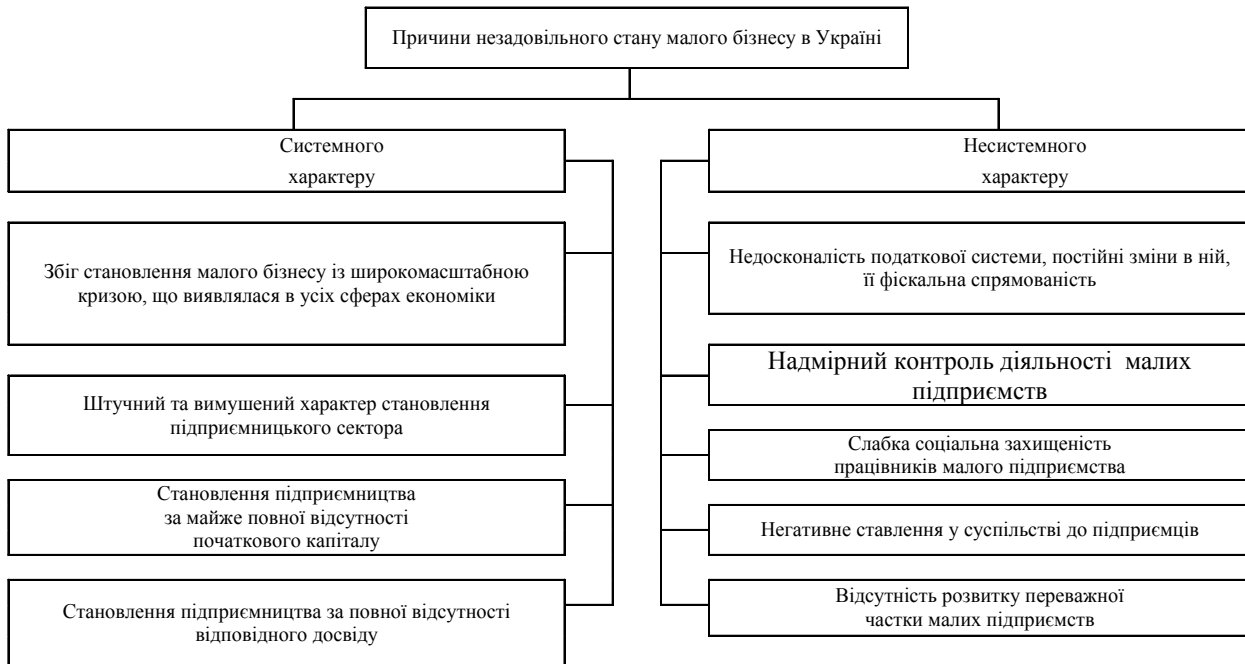 Причини незадовільного стану малого бізнесу в Україні
Системного
характеру
Збіг становлення малого бізнесу із широкомасштабною
кризою, що виявлялася в усіх сферах економіки
Штучний та вимушений характер становлення
підприємницького сектора
Становлення підприємництва
за майже повної відсутності
початкового капіталу
Становлення підприємництва за повної відсутності
відповідного досвіду
Несистемного
характеру
Недосконалість податкової системи, постійні зміни в ній,
її фіскальна спрямованість
Надмірний контроль діяльності малих
підприємств
Слабка соціальна захищеність
працівників малого підприємства
Негативне ставлення у суспільстві до підприємців
Відсутність розвитку переважної
частки малих підприємств